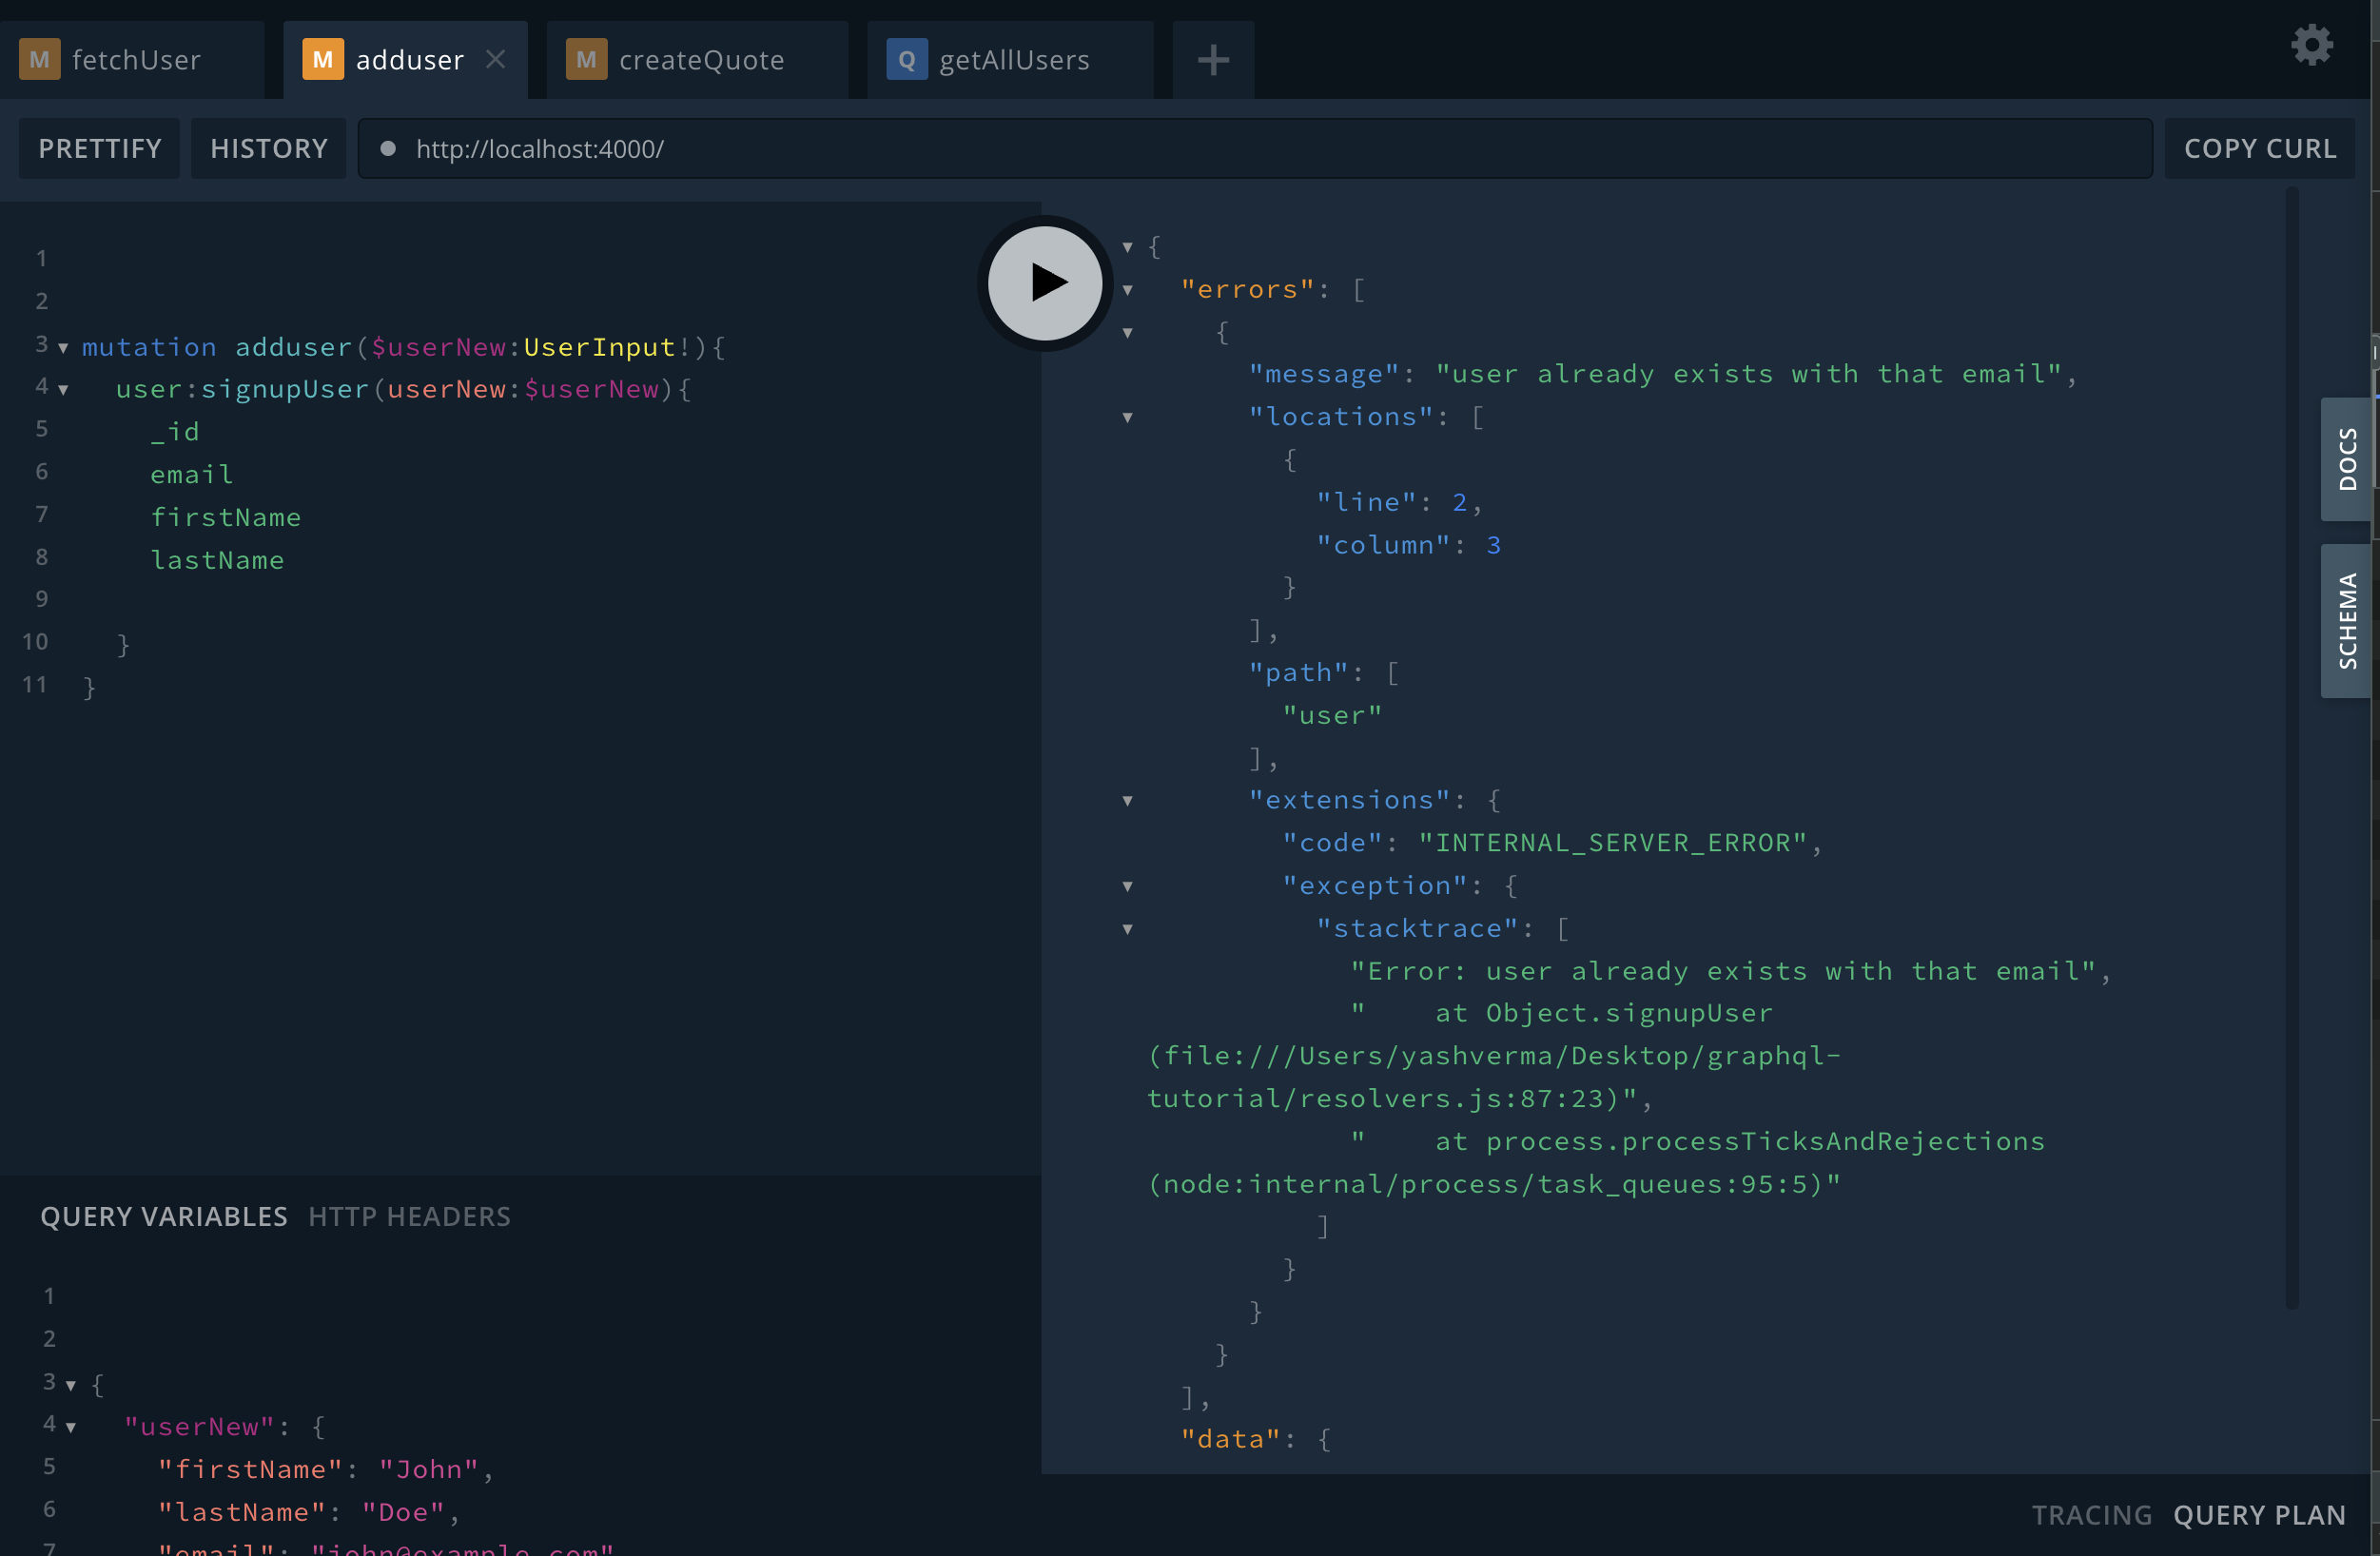 M fetchUser
M adduser
M createQuote
Q getAllUsers
PRETTIFY
HISTORY
http://localhost:4000/
COPY CURL
1
2
3 mutation adduser($userNew:UserInput!){
4 user:signupUser(userNew:$userNew){
5 _id
6 email
7 firstName
8 lastName
9
10 }
11 }
QUERY VARIABLES HTTP HEADERS
1
2
3 {
4 "userNew": {
5 "firstName": "John",
6 "lastName": "Doe",
7 "email": "john@example.com"
{
"errors": [
{
"message": "user already exists with that email",
"locations": [
{
"line": 2,
"column": 3
}
],
"path": [
"user"
],
"extensions": {
"code": "INTERNAL_SERVER_ERROR",
"exception": {
"stacktrace": [
"Error: user already exists with that email",
"    at Object.signupUser
(file:///Users/yashverma/Desktop/graphql-
tutorial/resolvers.js:87:23)",
"    at process.processTicksAndRejections
(node:internal/process/task_queues:95:5)"
]
}
}
}
],
"data": {
DOCS
SCHEMA
TRACING QUERY PLAN